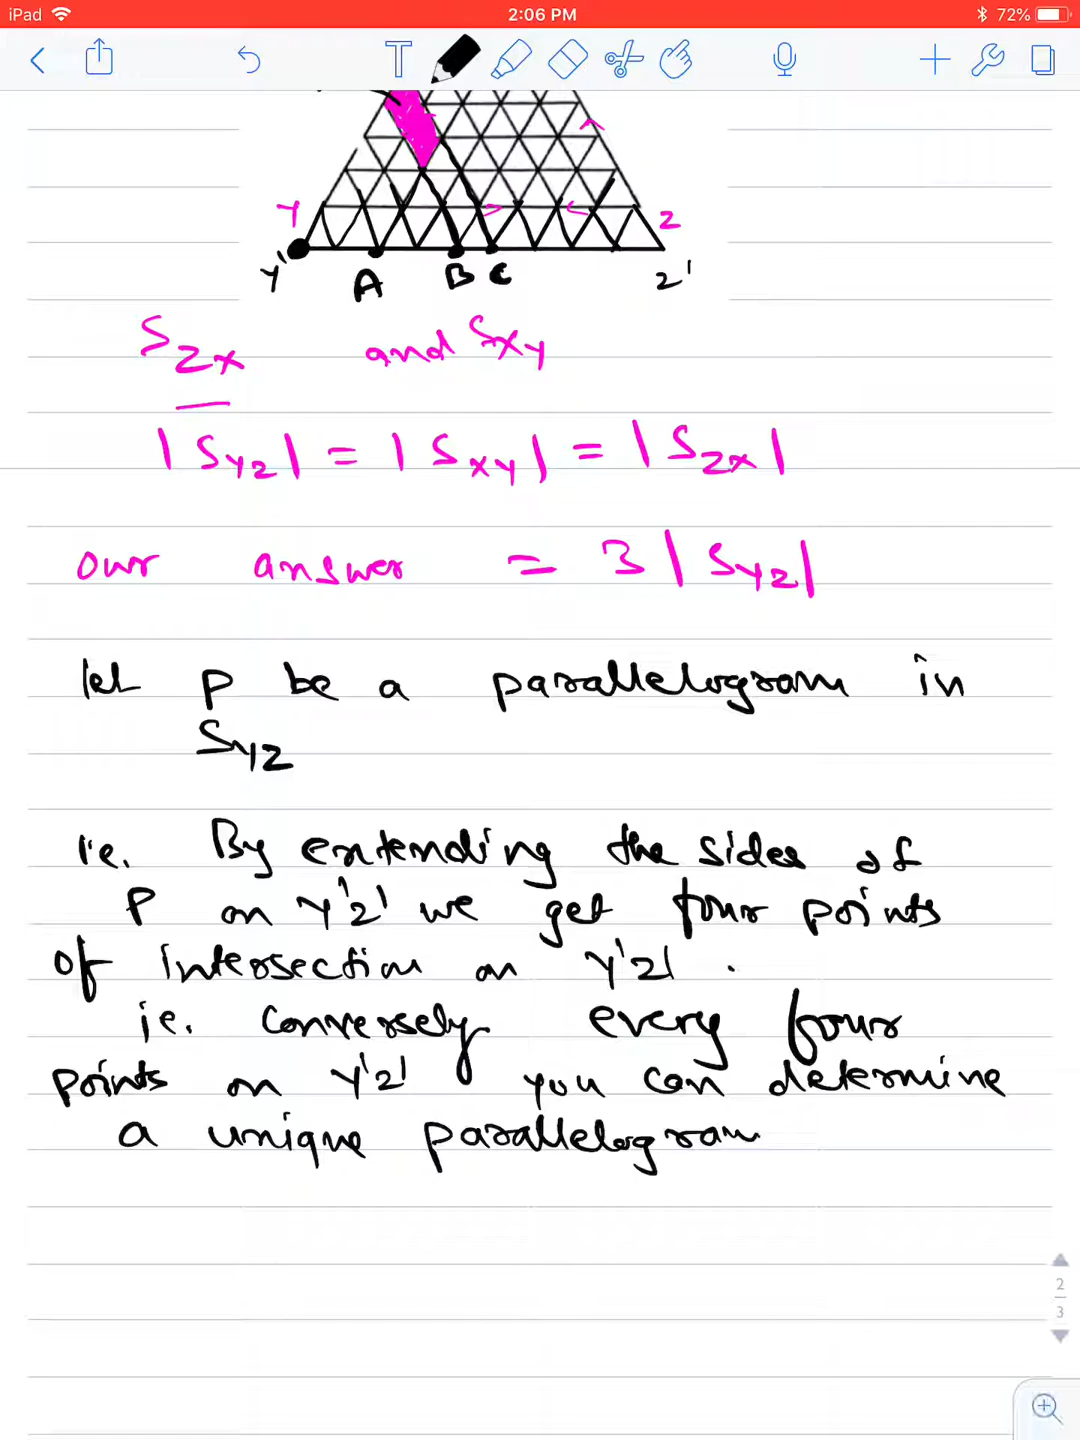 iPad 2:06 PM 72%
T
Y Z
Y' A B C Z'
S_ZX and S_XY
|S_YZ| = |S_XY| = |S_ZX|
our answer = 3 |S_YZ|
let P be a parallelogram in
S_YZ
i.e. By extending the sides of
P on Y'Z' we get four points
of intersection on Y'Z' .
ie. conversely every four
points on Y'Z' you can determine
a unique parallelogram
2
3